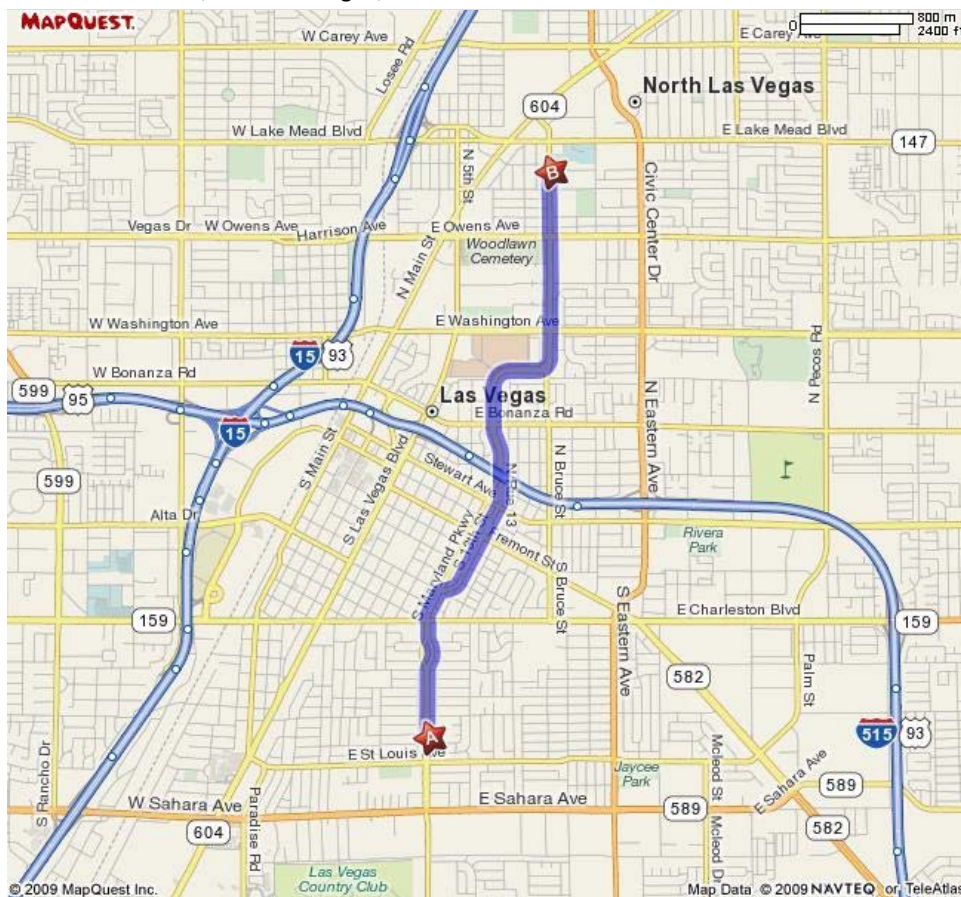 MAPQUEST.
0
800 m
2400 ft
W Carey Ave
E Carey Ave
Losee Rd
North Las Vegas
604
W Lake Mead Blvd
E Lake Mead Blvd
147
N 5th St
B
Civic Center Dr
Vegas Dr
W Owens Ave
Harrison Ave
E Owens Ave
N Main St
Woodlawn
Cemetery
W Washington Ave
E Washington Ave
N Pecos Rd
15
93
W Bonanza Rd
599
95
Las Vegas
E Bonanza Rd
15
N Eastern Ave
S Main St
S Las Vegas Blvd
Stewart Ave
N Bruce St
599
13
Alta Dr
S Maryland Pkwy
Fremont St
Rivera
Park
S Bruce St
S Eastern Ave
E Charleston Blvd
159
159
582
Palm St
A
E St Louis Ave
515
93
S Rancho Dr
Paradise Rd
Jaycee
Park
Mcleod St
E Sahara Ave
W Sahara Ave
E Sahara Ave
589
589
604
582
Mcleod Dr
Las Vegas
Country Club
© 2009 MapQuest Inc.
Map Data © 2009 NAVTEQ or TeleAtlas